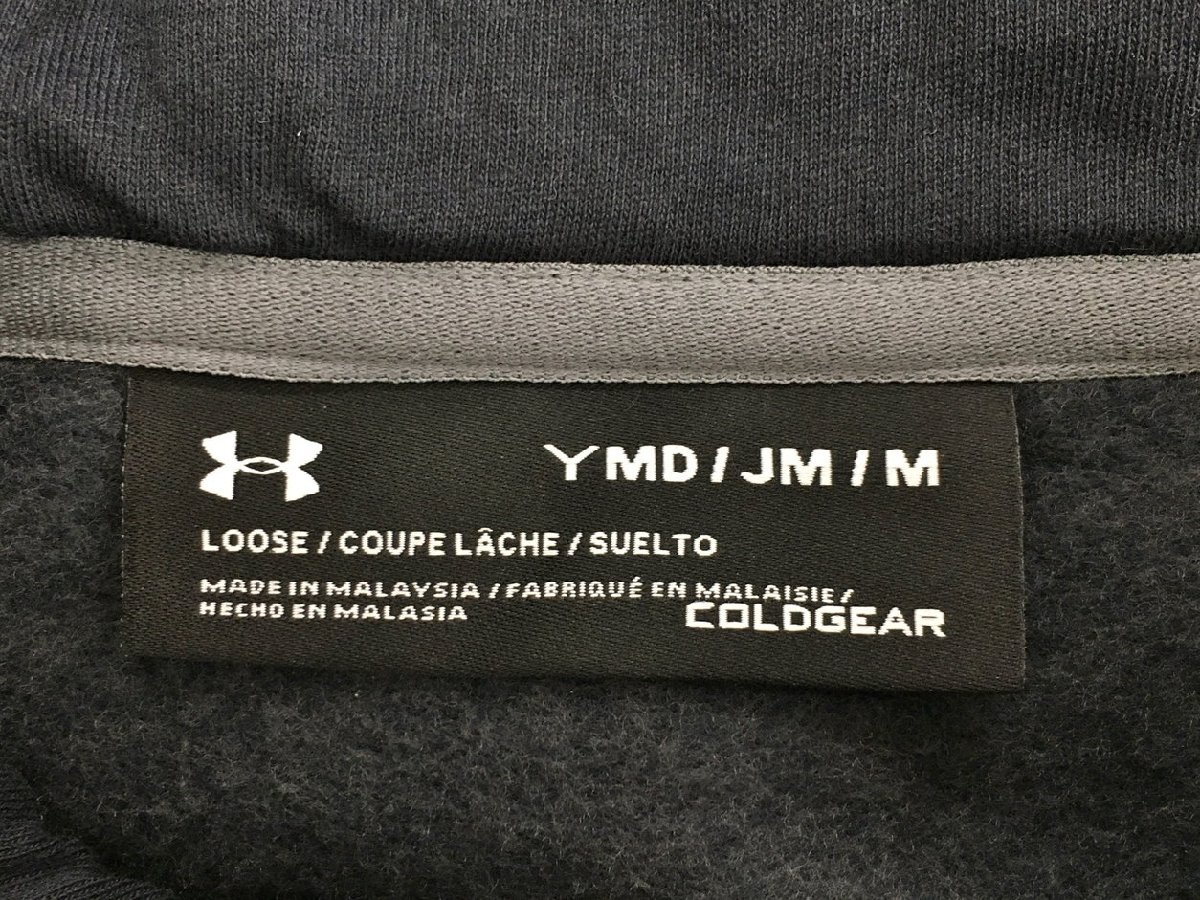 YMD / JM / M
LOOSE / COUPE LÂCHE / SUELTO
MADE IN MALAYSIA / FABRIQUÉ EN MALAISIE /
HECHO EN MALASIA
COLDGEAR